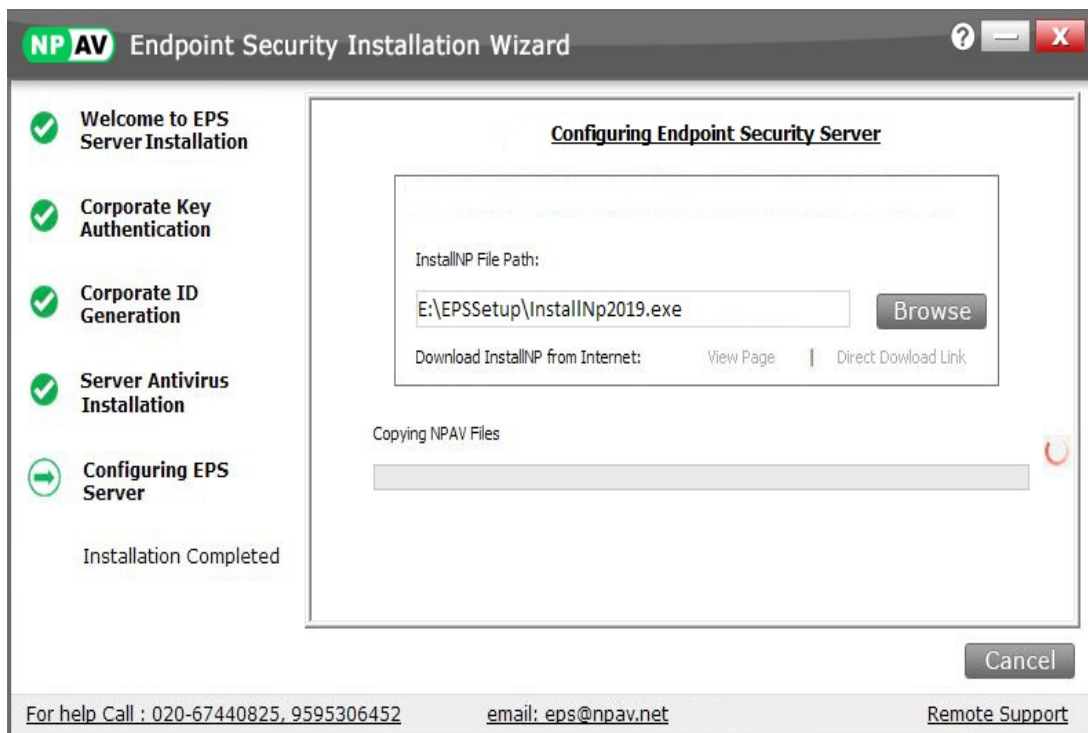 NP AV Endpoint Security Installation Wizard
? — X
Welcome to EPS
Server Installation
Corporate Key
Authentication
Corporate ID
Generation
Server Antivirus
Installation
Configuring EPS
Server
Installation Completed
Configuring Endpoint Security Server
InstallNP File Path:
E:\EPSSetup\InstallNp2019.exe
Browse
Download InstallNP from Internet: View Page | Direct Dowload Link
Copying NPAV Files
Cancel
For help Call : 020-67440825, 9595306452 email: eps@npav.net Remote Support